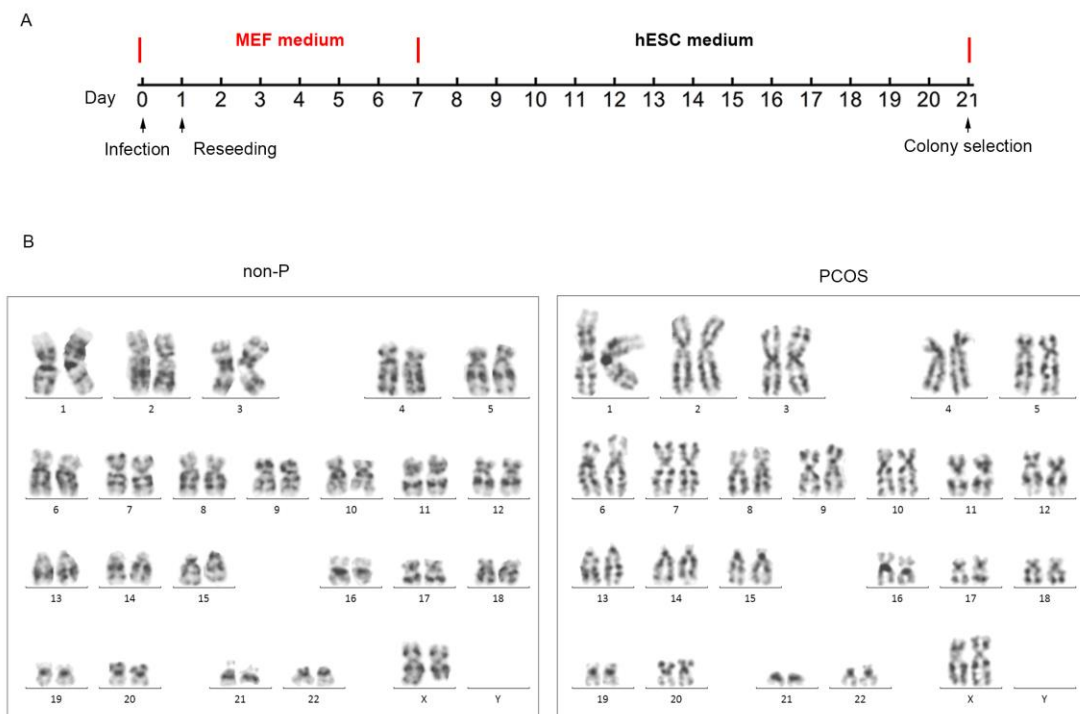 A
MEF medium hESC medium
Day 0 1 2 3 4 5 6 7 8 9 10 11 12 13 14 15 16 17 18 19 20 21
Infection Reseeding Colony selection
B
non-P PCOS
1 2 3 4 5 1 2 3 4 5
6 7 8 9 10 11 12 6 7 8 9 10 11 12
13 14 15 16 17 18 13 14 15 16 17 18
19 20 21 22 X Y 19 20 21 22 X Y